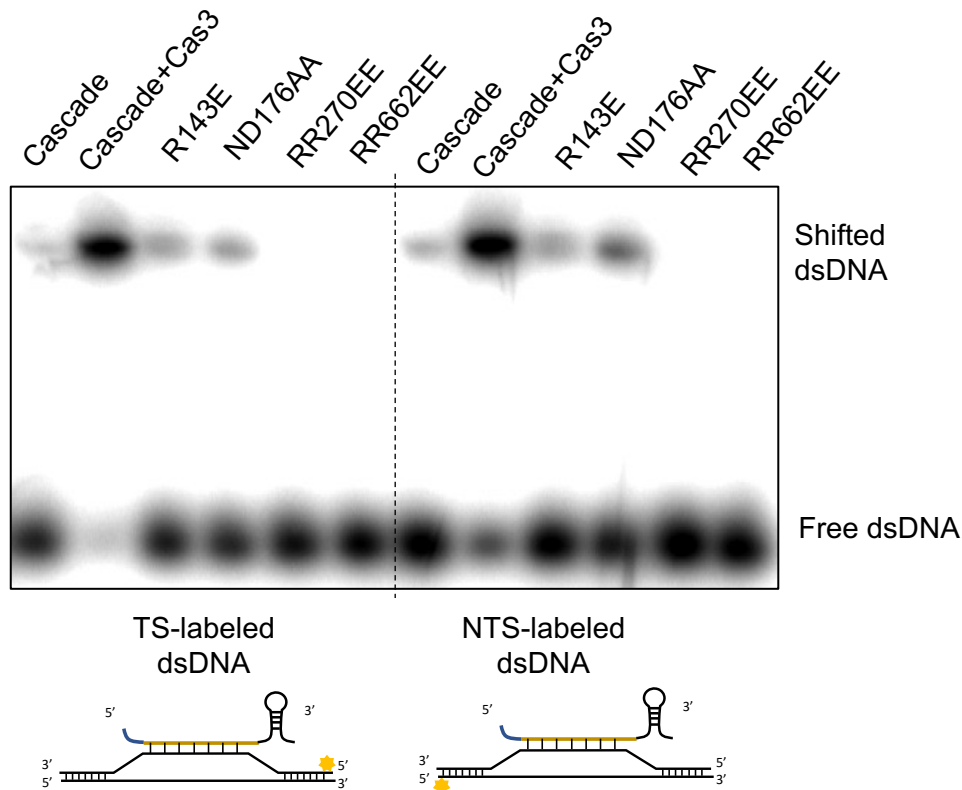 Cascade
Cascade+Cas3
R143E
ND176AA
RR270EE
RR662EE
Cascade
Cascade+Cas3
R143E
ND176AA
RR270EE
RR662EE
Shifted
dsDNA
Free dsDNA
TS-labeled
dsDNA
NTS-labeled
dsDNA
5’
3’
3’
5’
5’
3’
5’
3’
3’
5’
5’
3’